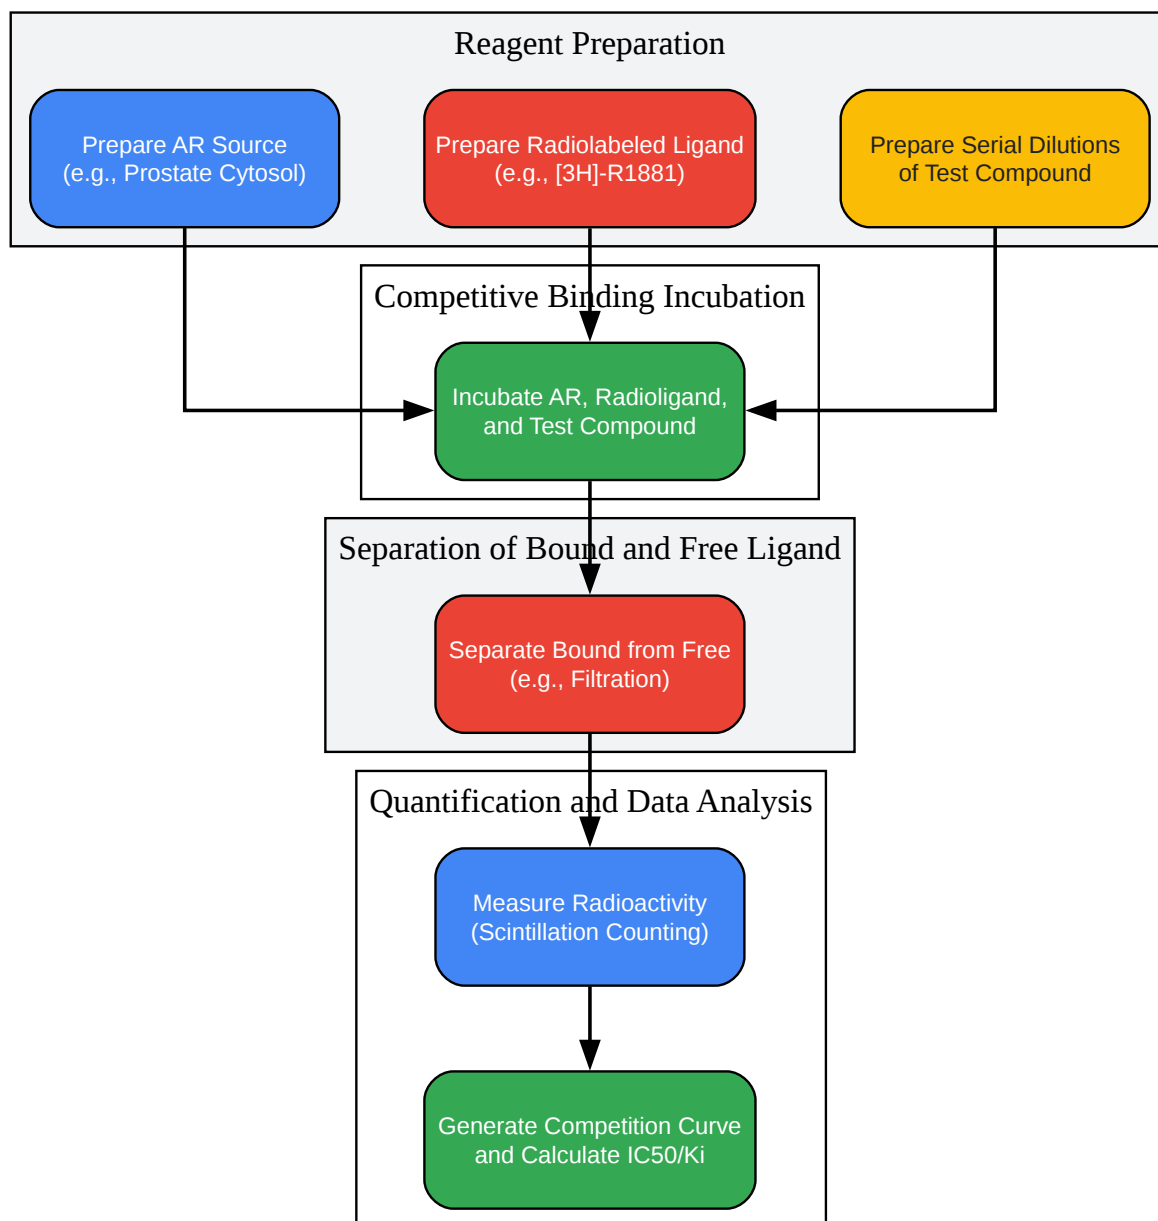 Reagent Preparation
Prepare AR Source
(e.g., Prostate Cytosol)
Prepare Radiolabeled Ligand
(e.g., [3H]-R1881)
Prepare Serial Dilutions
of Test Compound
Competitive Binding Incubation
Incubate AR, Radioligand,
and Test Compound
Separation of Bound and Free Ligand
Separate Bound from Free
(e.g., Filtration)
Quantification and Data Analysis
Measure Radioactivity
(Scintillation Counting)
Generate Competition Curve
and Calculate IC50/Ki